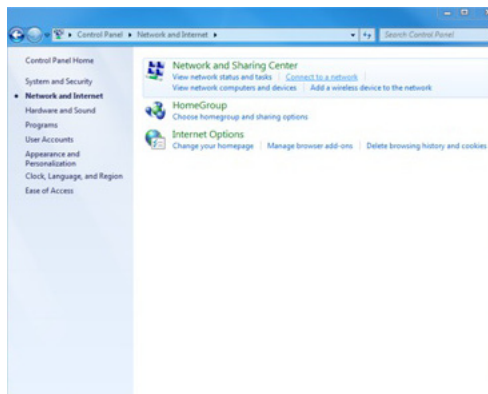 Control Panel ▸ Network and Internet ▸
Search Control Panel
Control Panel Home
System and Security
Network and Internet
Hardware and Sound
Programs
User Accounts
Appearance and
Personalization
Clock, Language, and Region
Ease of Access
Network and Sharing Center
View network status and tasks | Connect to a network
View network computers and devices | Add a wireless device to the network
HomeGroup
Choose homegroup and sharing options
Internet Options
Change your homepage | Manage browser add-ons | Delete browsing history and cookies